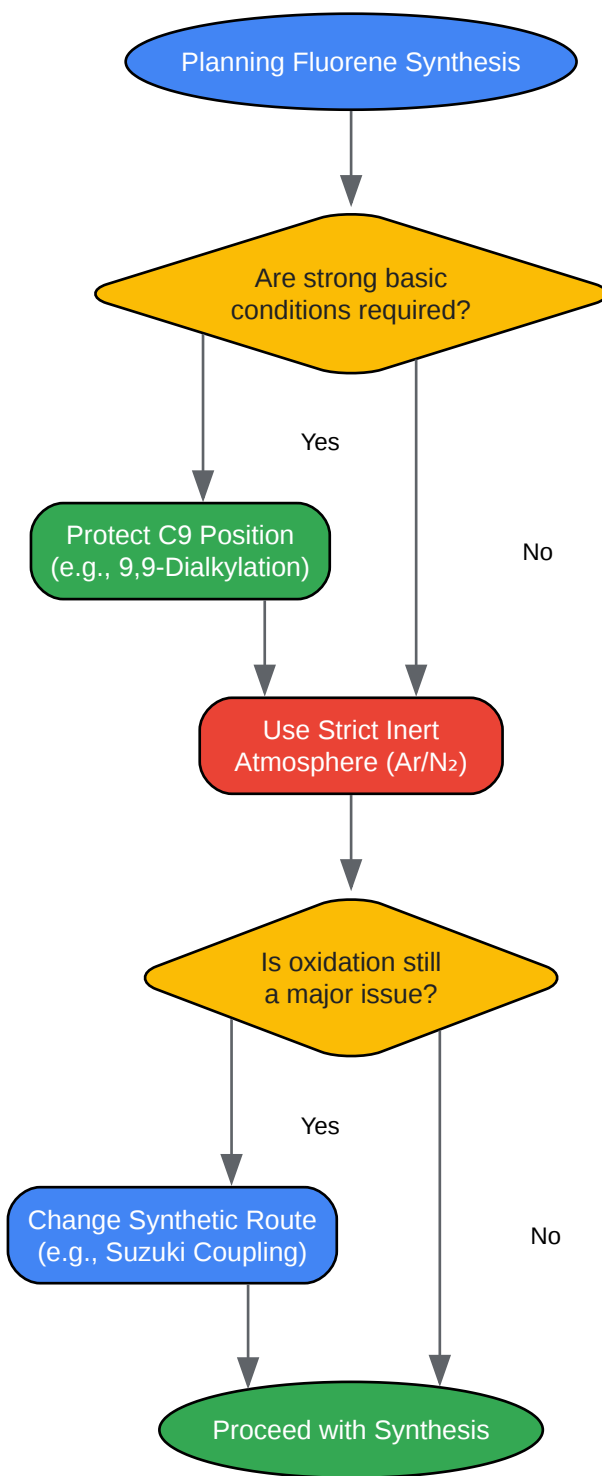 Planning Fluorene Synthesis
Are strong basic
conditions required?
Yes
Protect C9 Position
(e.g., 9,9-Dialkylation)
No
Use Strict Inert
Atmosphere (Ar/N₂)
Is oxidation still
a major issue?
Yes
Change Synthetic Route
(e.g., Suzuki Coupling)
No
Proceed with Synthesis